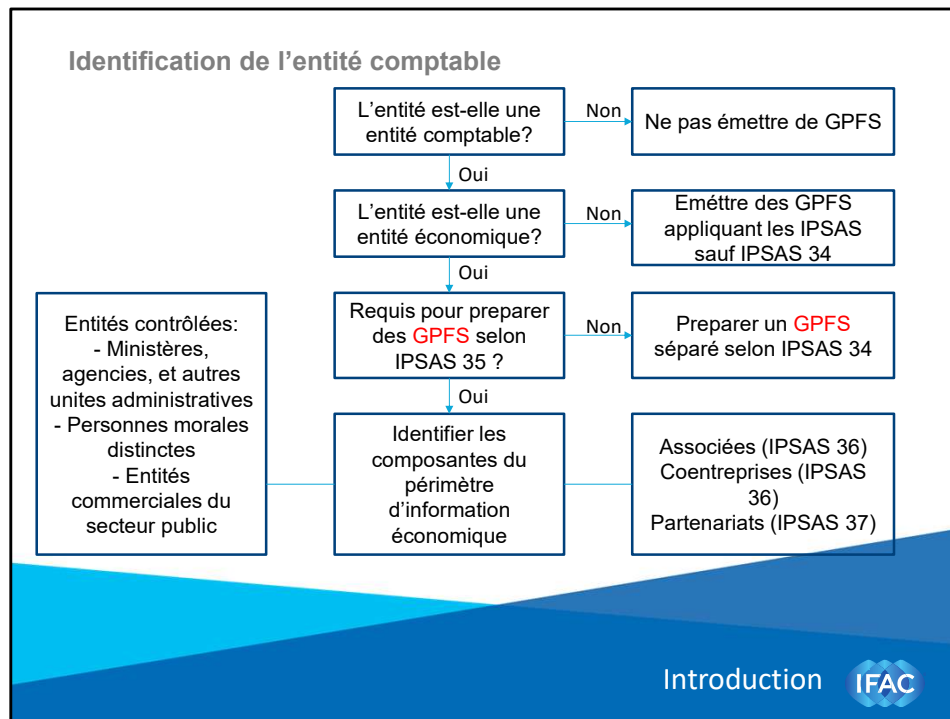 Identification de l’entité comptable
L’entité est-elle une
entité comptable?
Non
Ne pas émettre de GPFS
Oui
L’entité est-elle une
entité économique?
Non
Eméttre des GPFS
appliquant les IPSAS
sauf IPSAS 34
Oui
Requis pour preparer
des GPFS selon
IPSAS 35 ?
Non
Preparer un GPFS
séparé selon IPSAS 34
Oui
Entités contrôlées:
- Ministères,
agencies, et autres
unites administratives
- Personnes morales
distinctes
- Entités
commerciales du
secteur public
Identifier les
composantes du
périmètre
d’information
économique
Associées (IPSAS 36)
Coentreprises (IPSAS
36)
Partenariats (IPSAS 37)
Introduction
IFAC